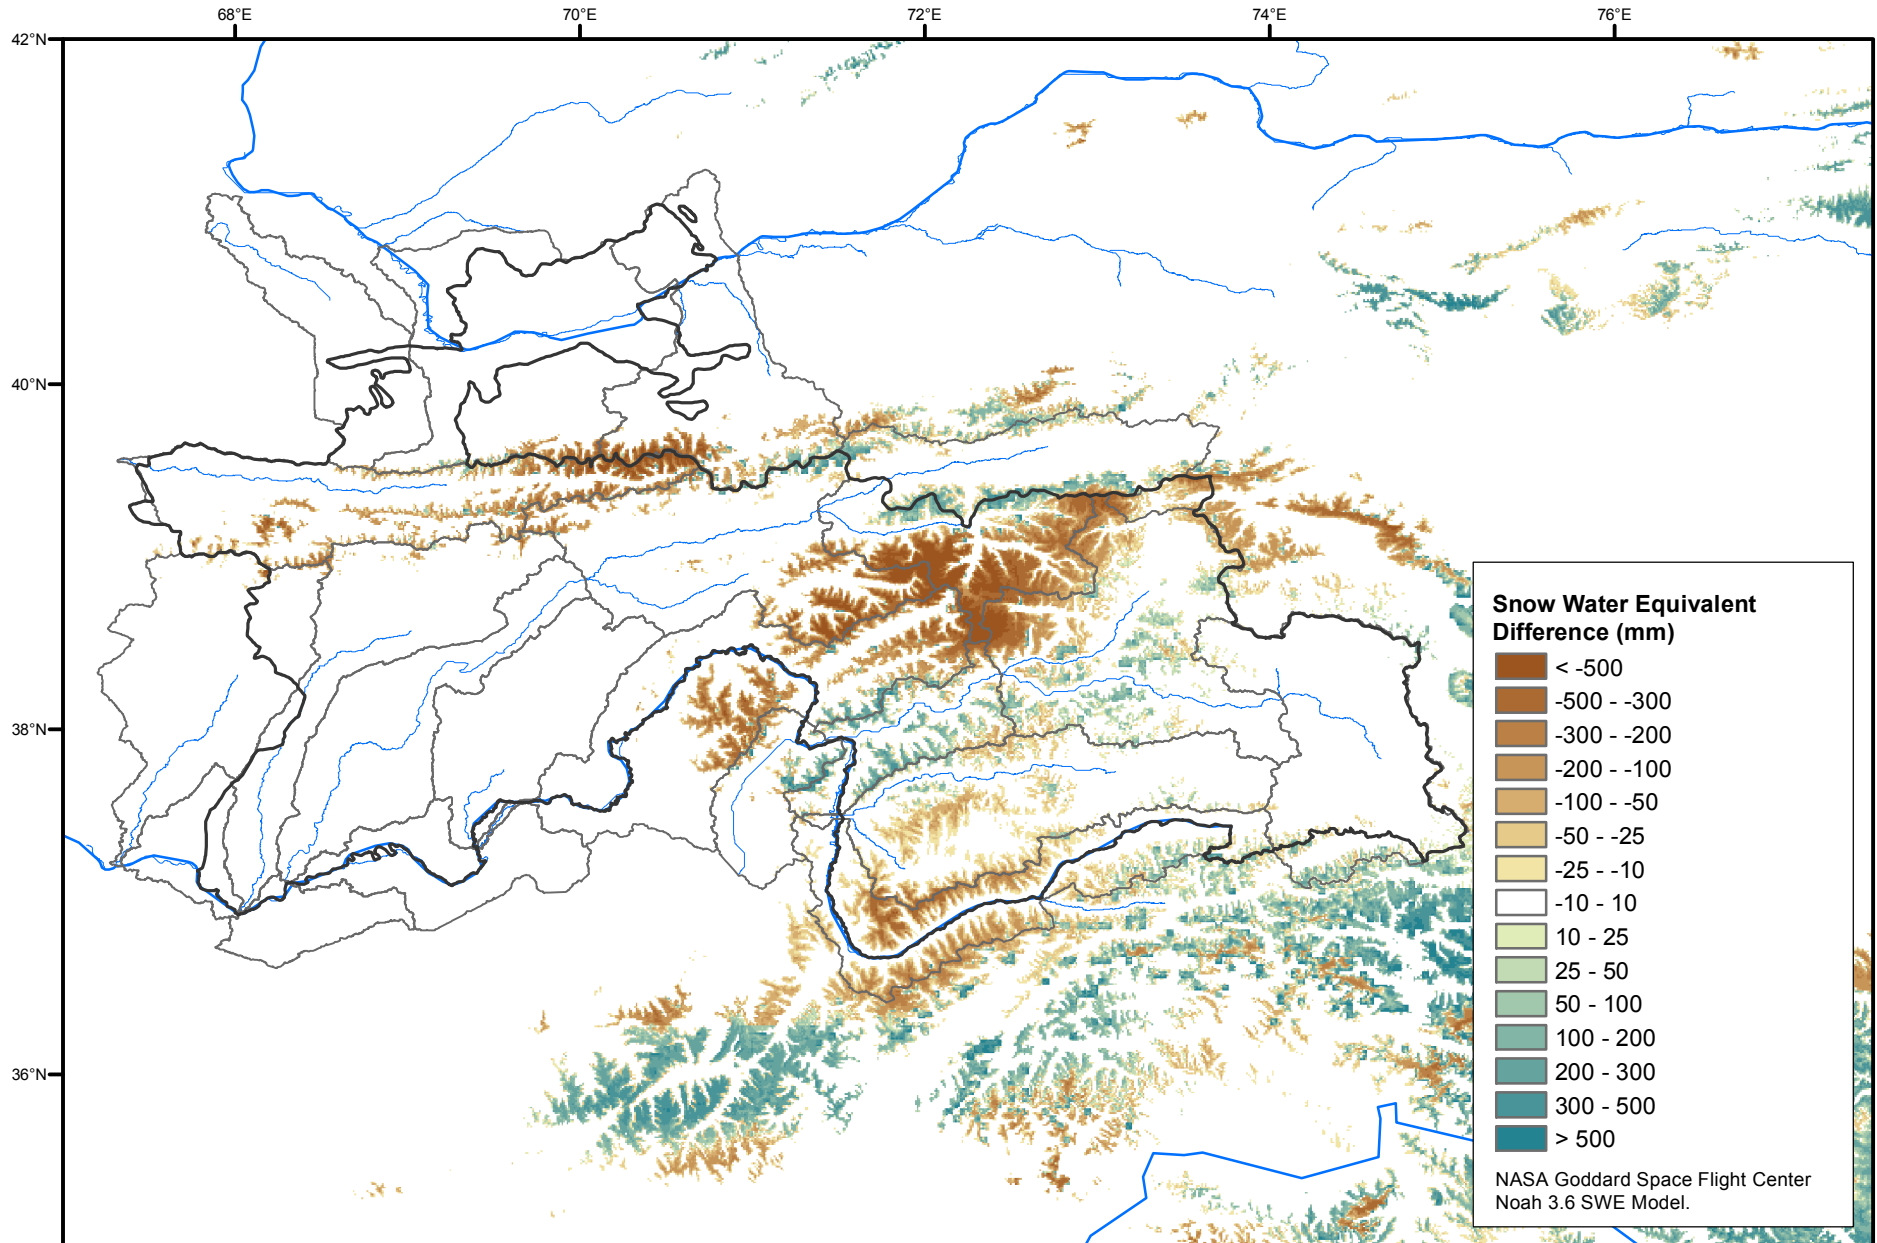 68°E 70°E 72°E 74°E 76°E
42°N
40°N
38°N
36°N
Snow Water Equivalent
Difference (mm)
< -500
-500 - -300
-300 - -200
-200 - -100
-100 - -50
-50 - -25
-25 - -10
-10 - 10
10 - 25
25 - 50
50 - 100
100 - 200
200 - 300
300 - 500
> 500
NASA Goddard Space Flight Center
Noah 3.6 SWE Model.